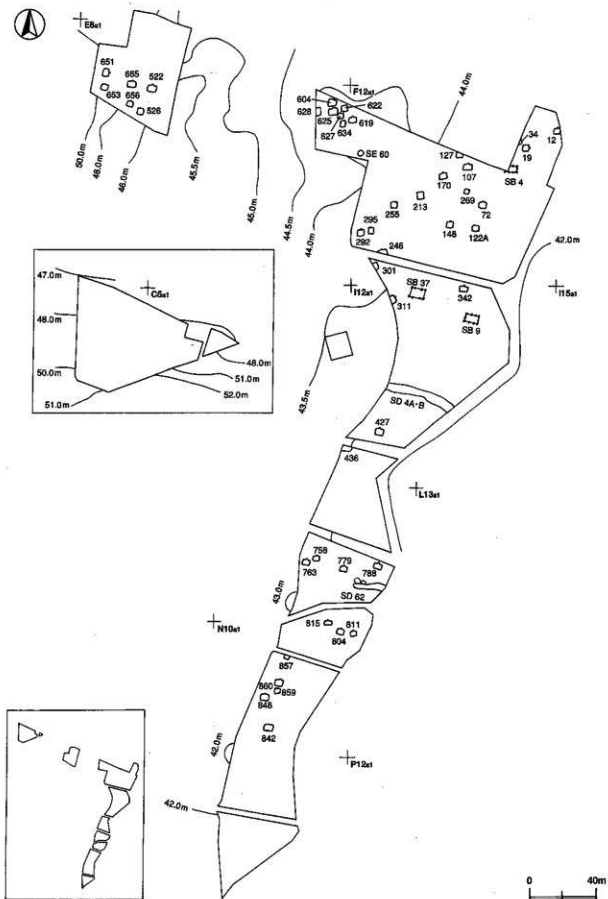 E6a1
651
665
522
653
656
526
50.0m
48.0m
46.0m
45.5m
45.0m
44.5m
44.0m
F12a1
44.0m
604
622
628
625
619
627
634
SE 60
127
107
170
34
12
19
SB 4
269
72
213
255
148
122A
295
292
246
42.0m
301
SB 37
342
I12a1
I15a1
311
SB 9
43.5m
47.0m
C6a1
48.0m
48.0m
50.0m
51.0m
51.0m
52.0m
SD 4A・B
427
436
L13a1
758
763
779
788
43.0m
SD 62
N10a1
815
811
804
857
860
859
848
842
42.0m
P12a1
42.0m
0 40m